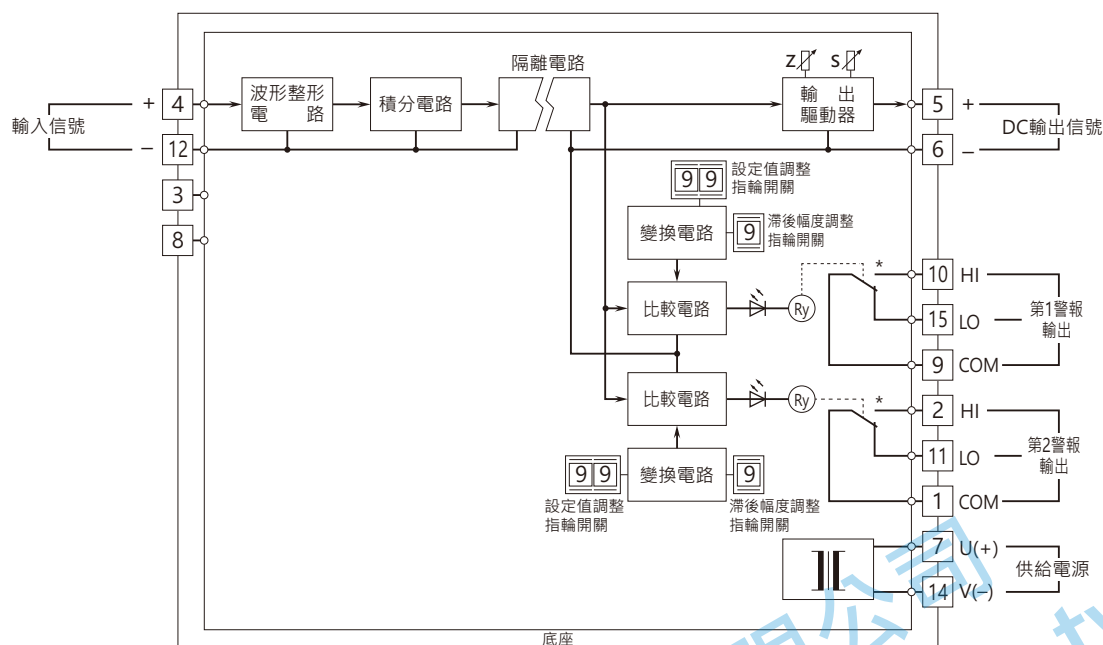 隔離電路
Z
S
波形整形
電 路
積分電路
輸 出
驅動器
輸入信號
+ 4
− 12
3
8
5 +
6 −
DC輸出信號
99
設定值調整
指輪開關
變換電路
9
滯後幅度調整
指輪開關
比較電路
Ry
*
10 HI
15 LO
9 COM
第1警報
輸出
比較電路
Ry
*
2 HI
11 LO
1 COM
第2警報
輸出
99
設定值調整
指輪開關
變換電路
9
滯後幅度調整
指輪開關
7 U(+)
14 V(−)
供給電源
底座
限公司